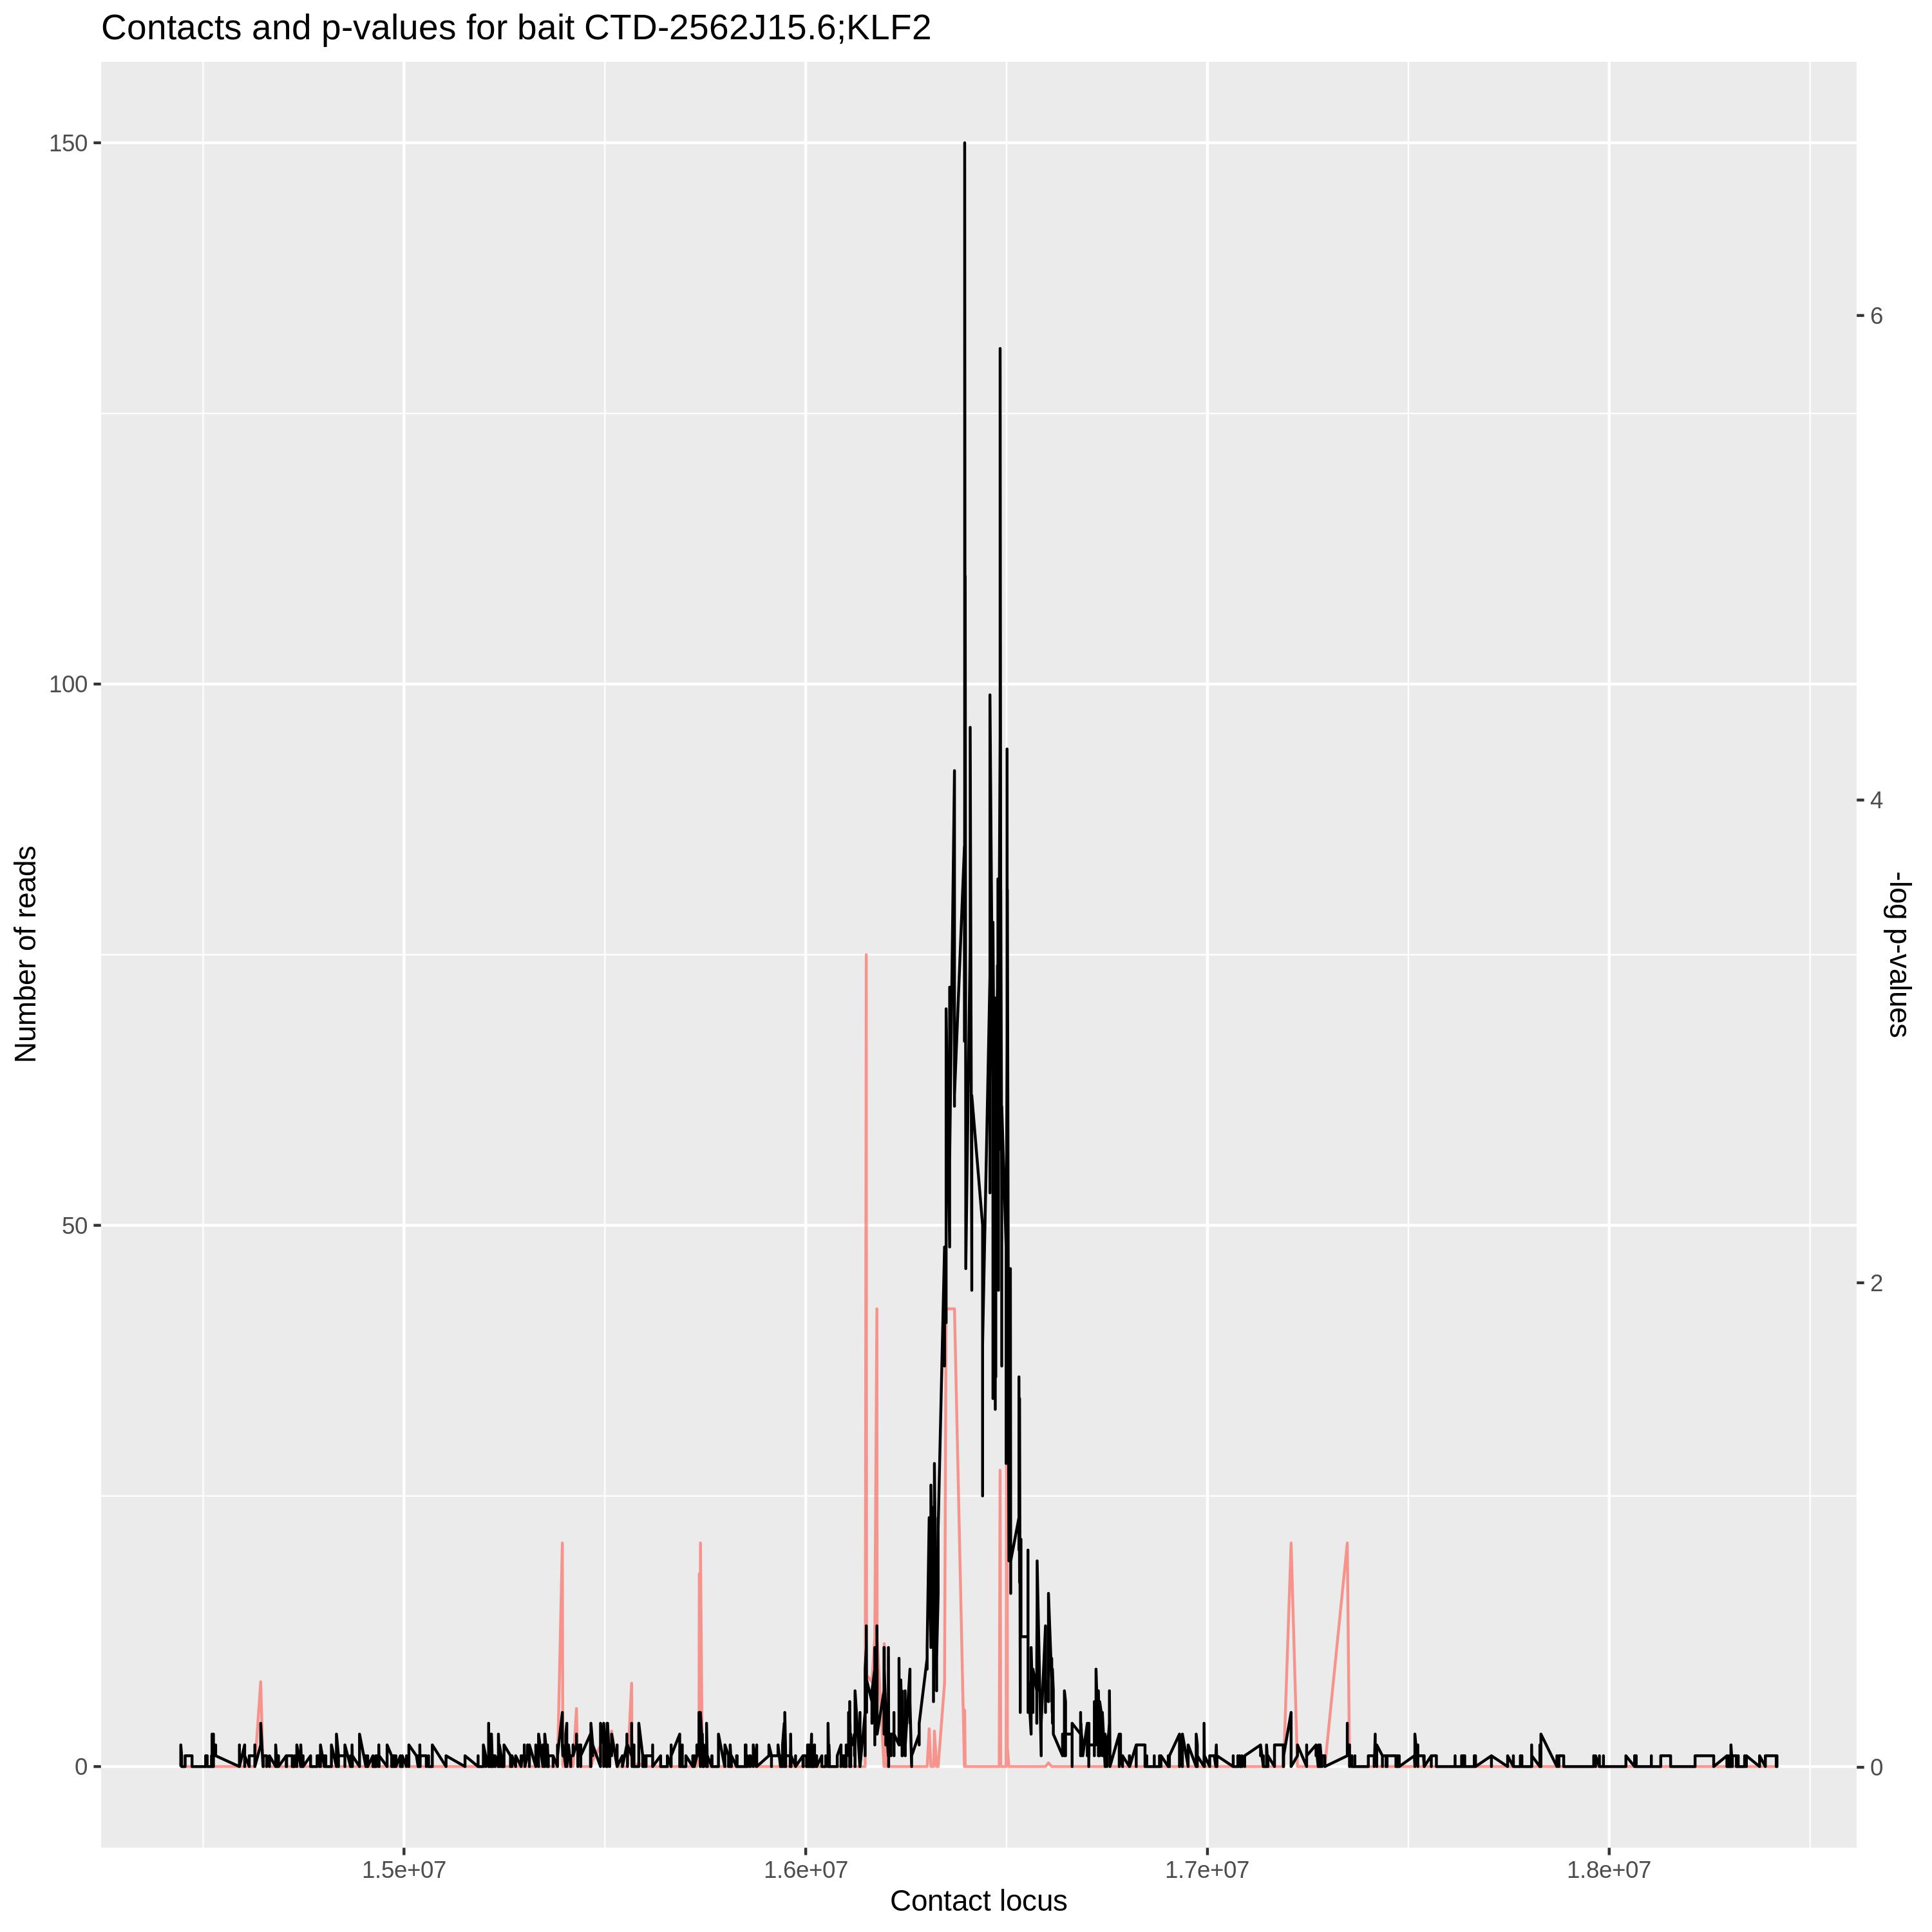 Contacts and p-values for bait CTD-2562J15.6;KLF2
150
100
50
0
Number of reads
6
4
2
0
-log p-values
1.5e+07 1.6e+07 1.7e+07 1.8e+07
Contact locus